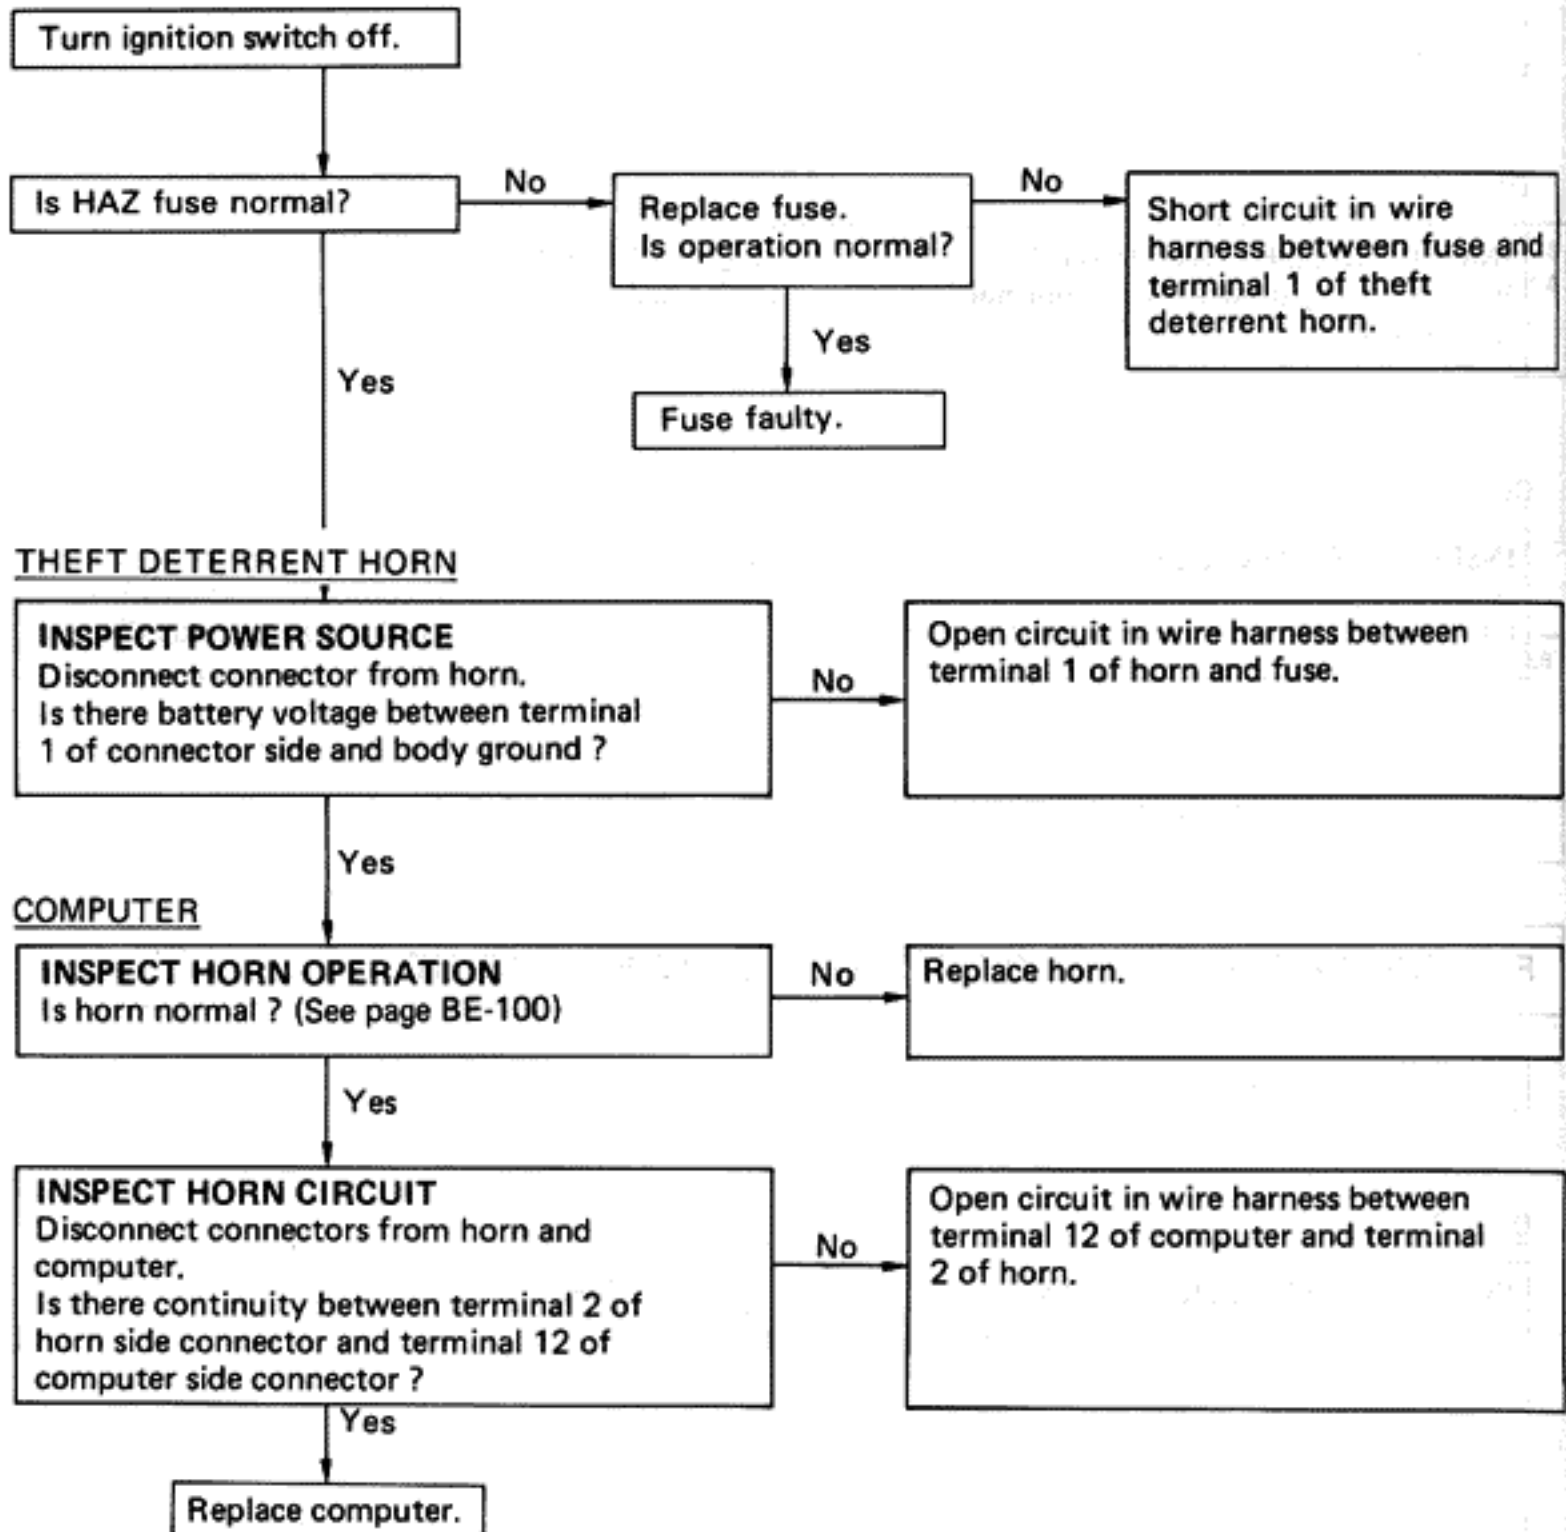 Turn ignition switch off.
Is HAZ fuse normal?
No
Replace fuse.
Is operation normal?
No
Short circuit in wire
harness between fuse and
terminal 1 of theft
deterrent horn.
Yes
Fuse faulty.
Yes
THEFT DETERRENT HORN
INSPECT POWER SOURCE
Disconnect connector from horn.
Is there battery voltage between terminal
1 of connector side and body ground ?
No
Open circuit in wire harness between
terminal 1 of horn and fuse.
Yes
COMPUTER
INSPECT HORN OPERATION
Is horn normal ? (See page BE-100)
No
Replace horn.
Yes
INSPECT HORN CIRCUIT
Disconnect connectors from horn and
computer.
Is there continuity between terminal 2 of
horn side connector and terminal 12 of
computer side connector ?
No
Open circuit in wire harness between
terminal 12 of computer and terminal
2 of horn.
Yes
Replace computer.